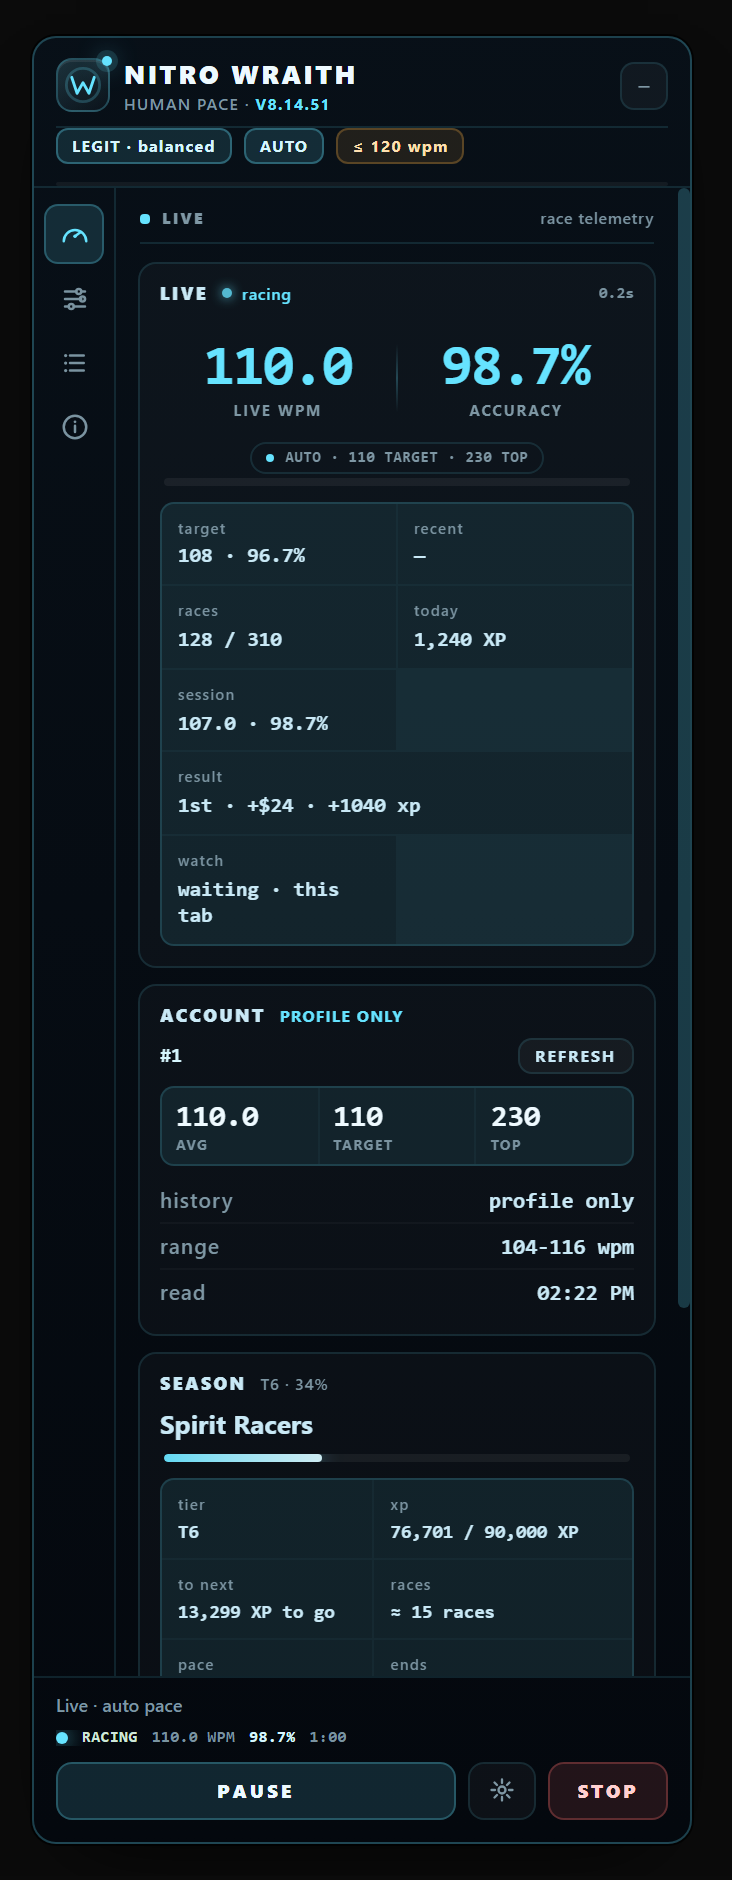 NITRO WRAITH
HUMAN PACE · V8.14.51
–
LEGIT · balanced AUTO ≤ 120 wpm
LIVE race telemetry
LIVE racing 0.2s
110.0 98.7%
LIVE WPM ACCURACY
AUTO · 110 TARGET · 230 TOP
target recent
108 · 96.7% —
races today
128 / 310 1,240 XP
session
107.0 · 98.7%
result
1st · +$24 · +1040 xp
watch
waiting · this
tab
ACCOUNT PROFILE ONLY
#1 REFRESH
110.0 110 230
AVG TARGET TOP
history profile only
range 104-116 wpm
read 02:22 PM
SEASON T6 · 34%
Spirit Racers
tier xp
T6 76,701 / 90,000 XP
to next races
13,299 XP to go ≈ 15 races
pace ends
Live · auto pace
RACING 110.0 WPM 98.7% 1:00
PAUSE STOP